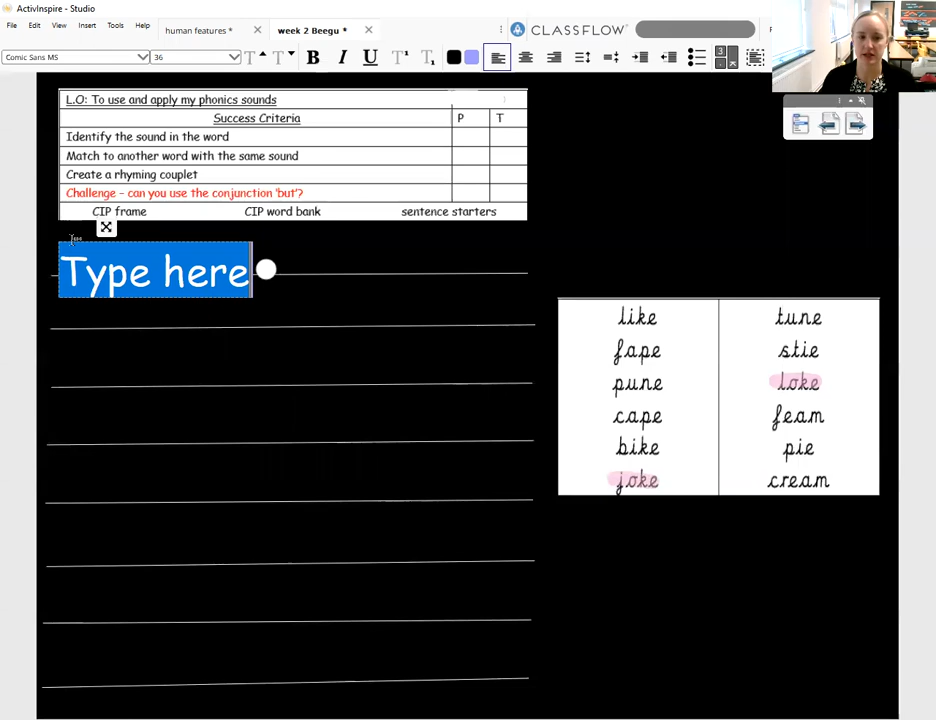 ActivInspire - Studio
File Edit View Insert Tools Help
human features * week 2 Beegu * CLASSFLOW
Comic Sans MS 36 B I U T T
L.O: To use and apply my phonics sounds
Success Criteria P T
Identify the sound in the word
Match to another word with the same sound
Create a rhyming couplet
Challenge - can you use the conjunction 'but'?
CIP frame CIP word bank sentence starters
Type here
like tune
fape stie
pune loke
cape feam
bike pie
joke cream